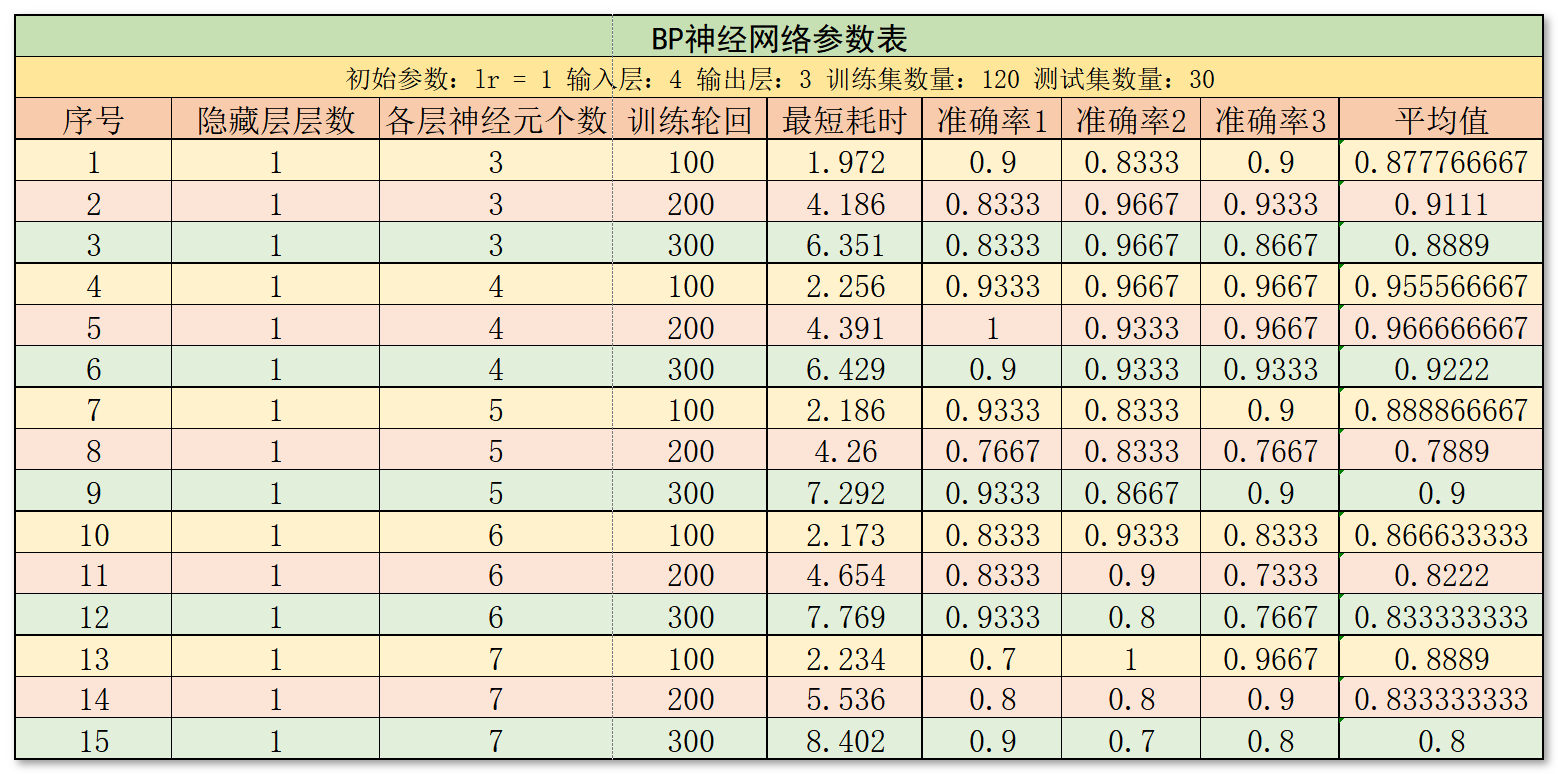 BP神经网络参数表
初始参数：lr = 1 输入层：4 输出层：3 训练集数量：120 测试集数量：30
序号 隐藏层层数 各层神经元个数 训练轮回 最短耗时 准确率1 准确率2 准确率3 平均值
1 1 3 100 1.972 0.9 0.8333 0.9 0.877766667
2 1 3 200 4.186 0.8333 0.9667 0.9333 0.9111
3 1 3 300 6.351 0.8333 0.9667 0.8667 0.8889
4 1 4 100 2.256 0.9333 0.9667 0.9667 0.955566667
5 1 4 200 4.391 1 0.9333 0.9667 0.966666667
6 1 4 300 6.429 0.9 0.9333 0.9333 0.9222
7 1 5 100 2.186 0.9333 0.8333 0.9 0.888866667
8 1 5 200 4.26 0.7667 0.8333 0.7667 0.7889
9 1 5 300 7.292 0.9333 0.8667 0.9 0.9
10 1 6 100 2.173 0.8333 0.9333 0.8333 0.866633333
11 1 6 200 4.654 0.8333 0.9 0.7333 0.8222
12 1 6 300 7.769 0.9333 0.8 0.7667 0.833333333
13 1 7 100 2.234 0.7 1 0.9667 0.8889
14 1 7 200 5.536 0.8 0.8 0.9 0.833333333
15 1 7 300 8.402 0.9 0.7 0.8 0.8